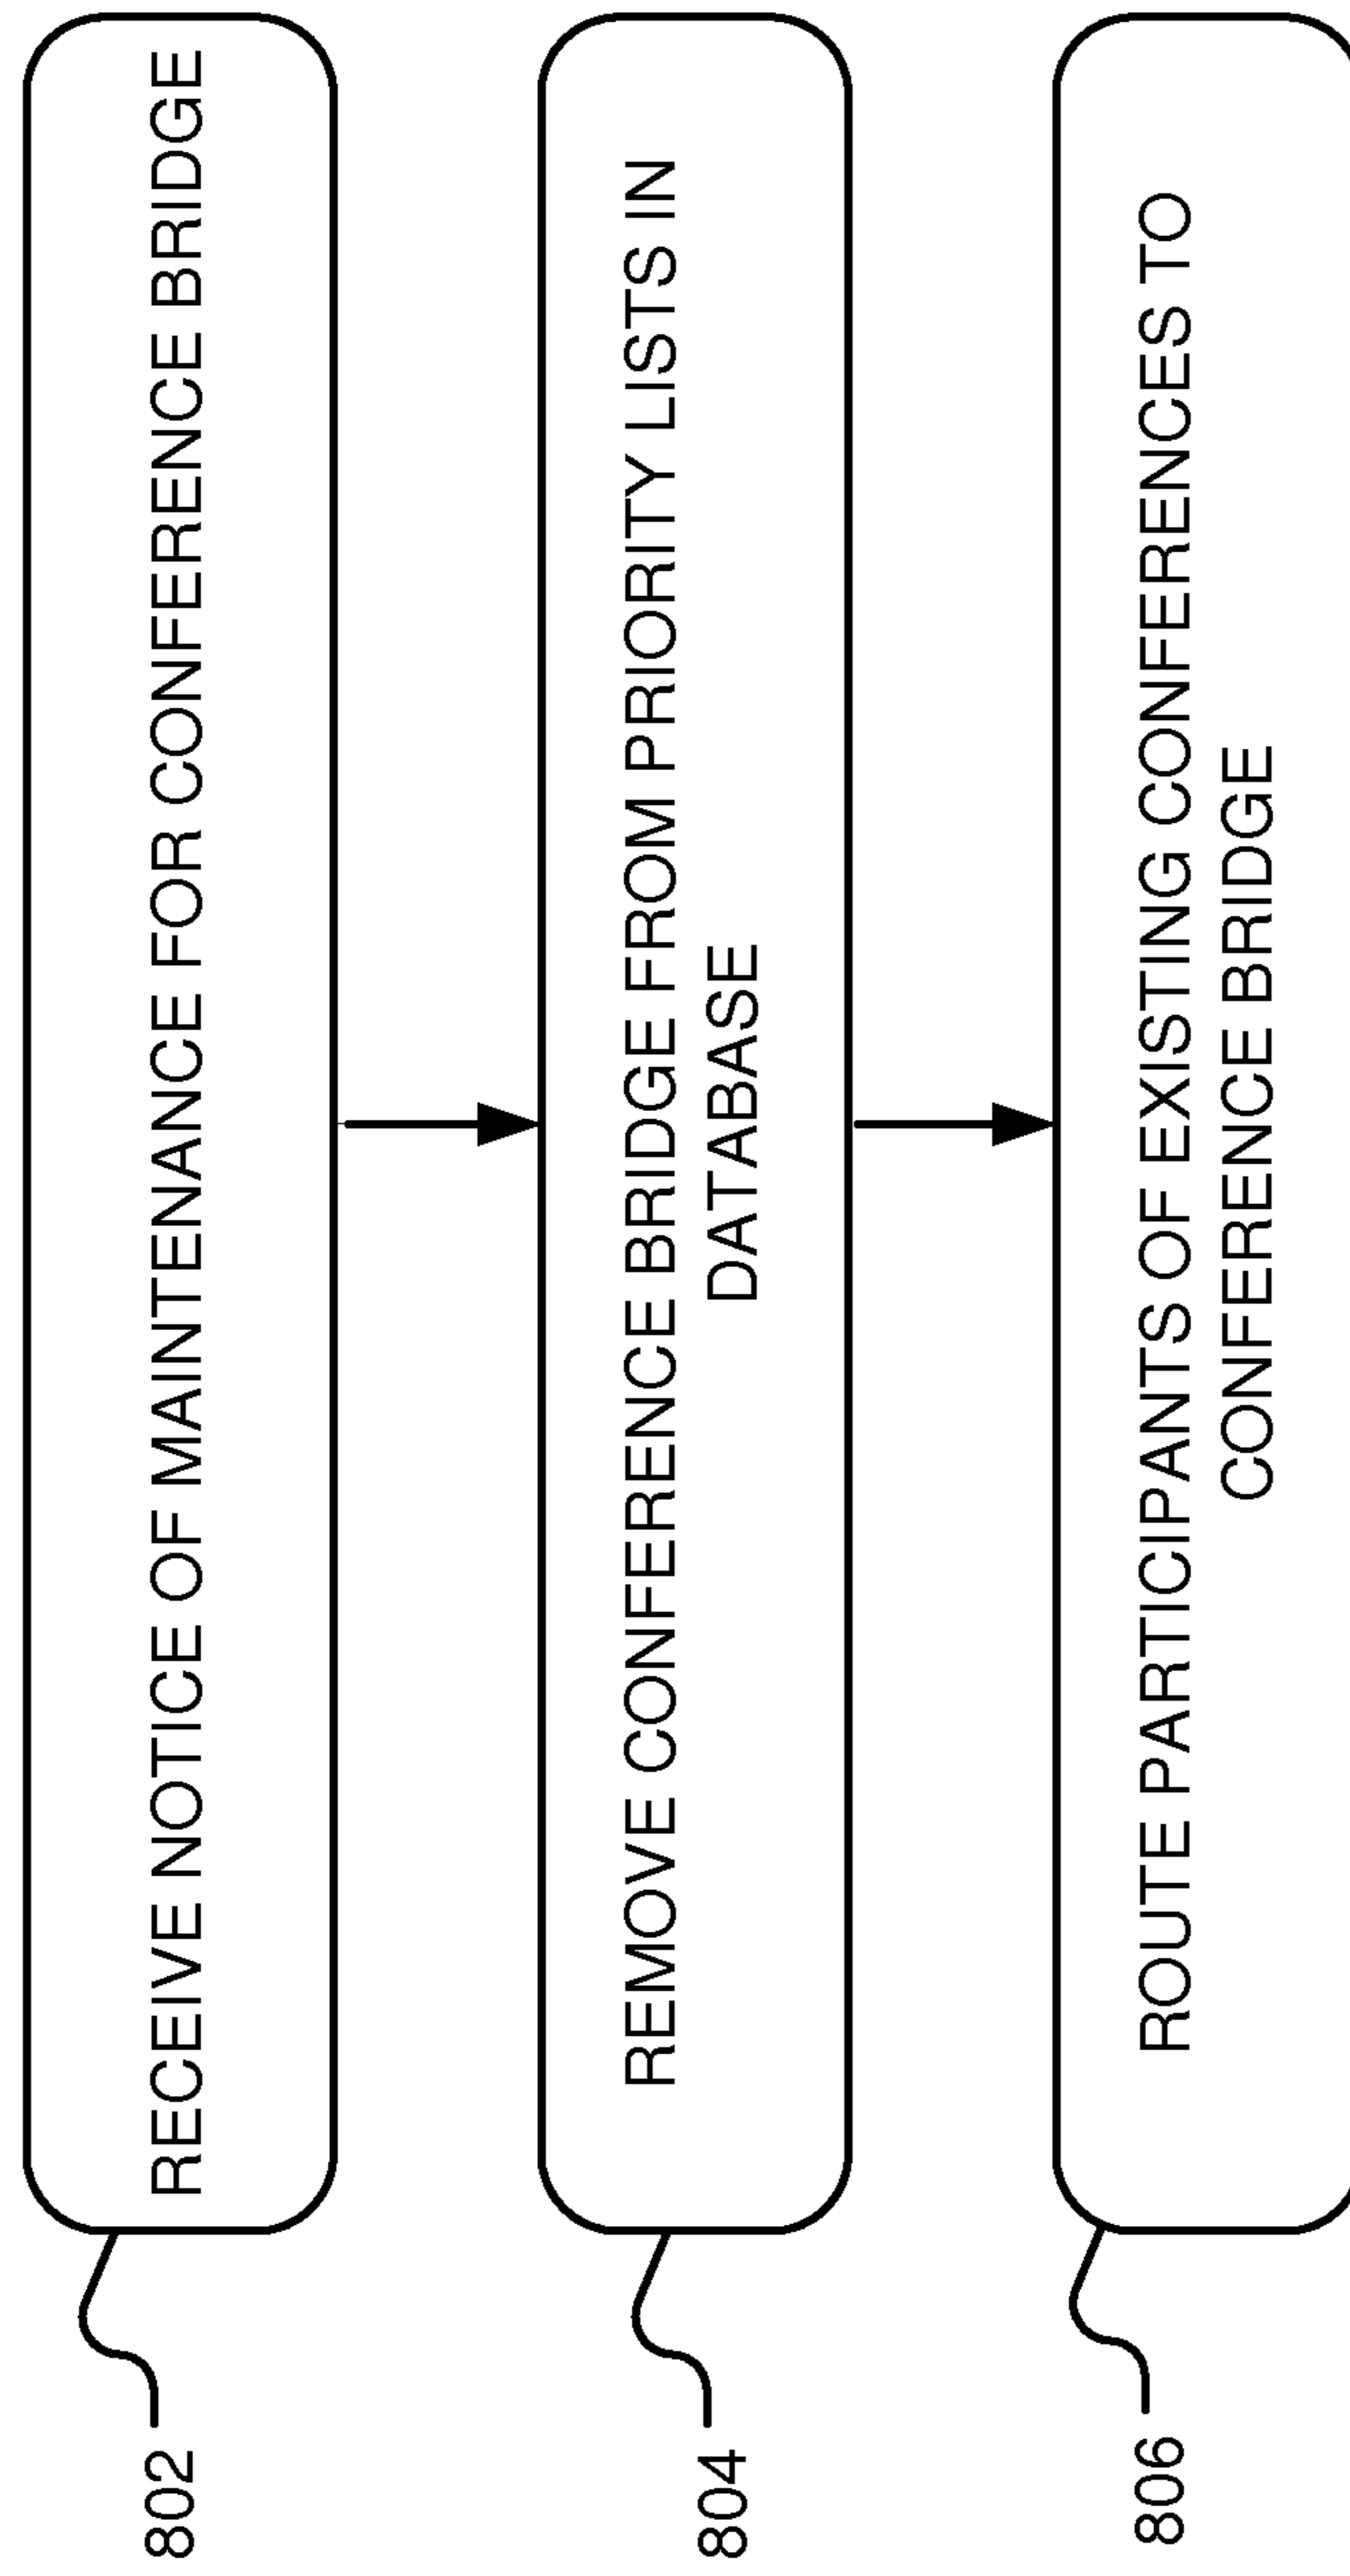 802
RECEIVE NOTICE OF MAINTENANCE FOR CONFERENCE BRIDGE
804
REMOVE CONFERENCE BRIDGE FROM PRIORITY LISTS IN
DATABASE
806
ROUTE PARTICIPANTS OF EXISTING CONFERENCES TO
CONFERENCE BRIDGE